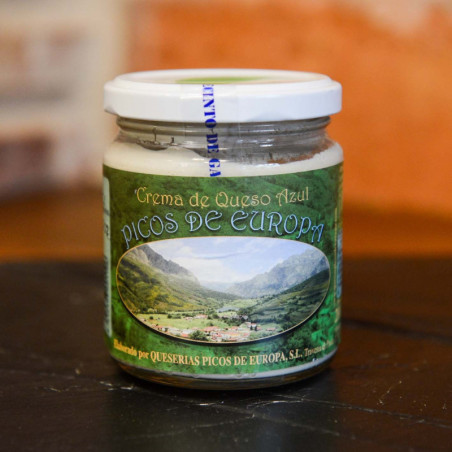 Crema de Queso Azul
PICOS DE EUROPA
Elaborado por QUESERIAS PICOS DE EUROPA, S.L.